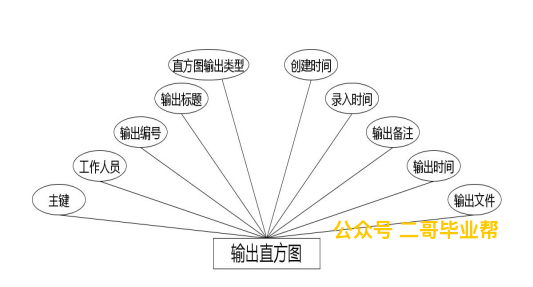 直方图输出类型
创建时间
输出标题
录入时间
输出编号
输出备注
工作人员
输出时间
主键
输出文件
公众号 二哥毕业帮
输出直方图